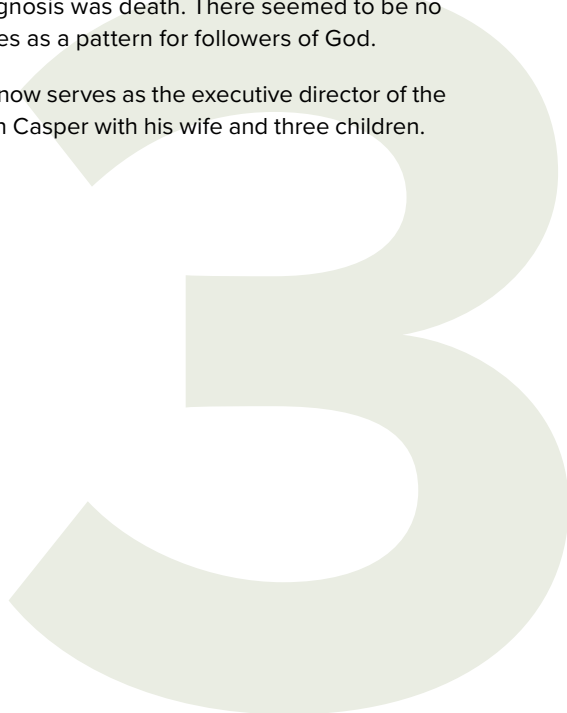 gnosis was death. There seemed to be no
es as a pattern for followers of God.
now serves as the executive director of the
n Casper with his wife and three children.
3